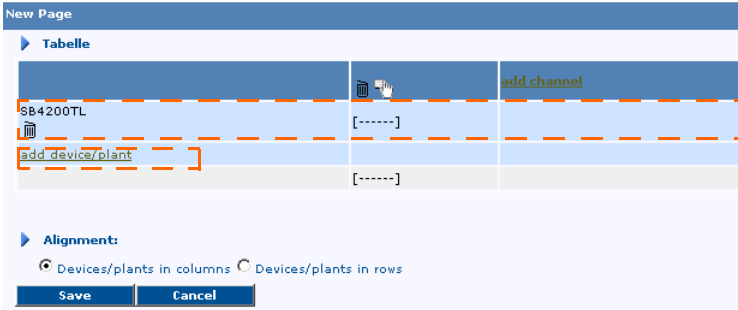 New Page
Tabelle
add channel
SB4200TL
[------]
add device/plant
[------]
Alignment:
Devices/plants in columns Devices/plants in rows
Save Cancel